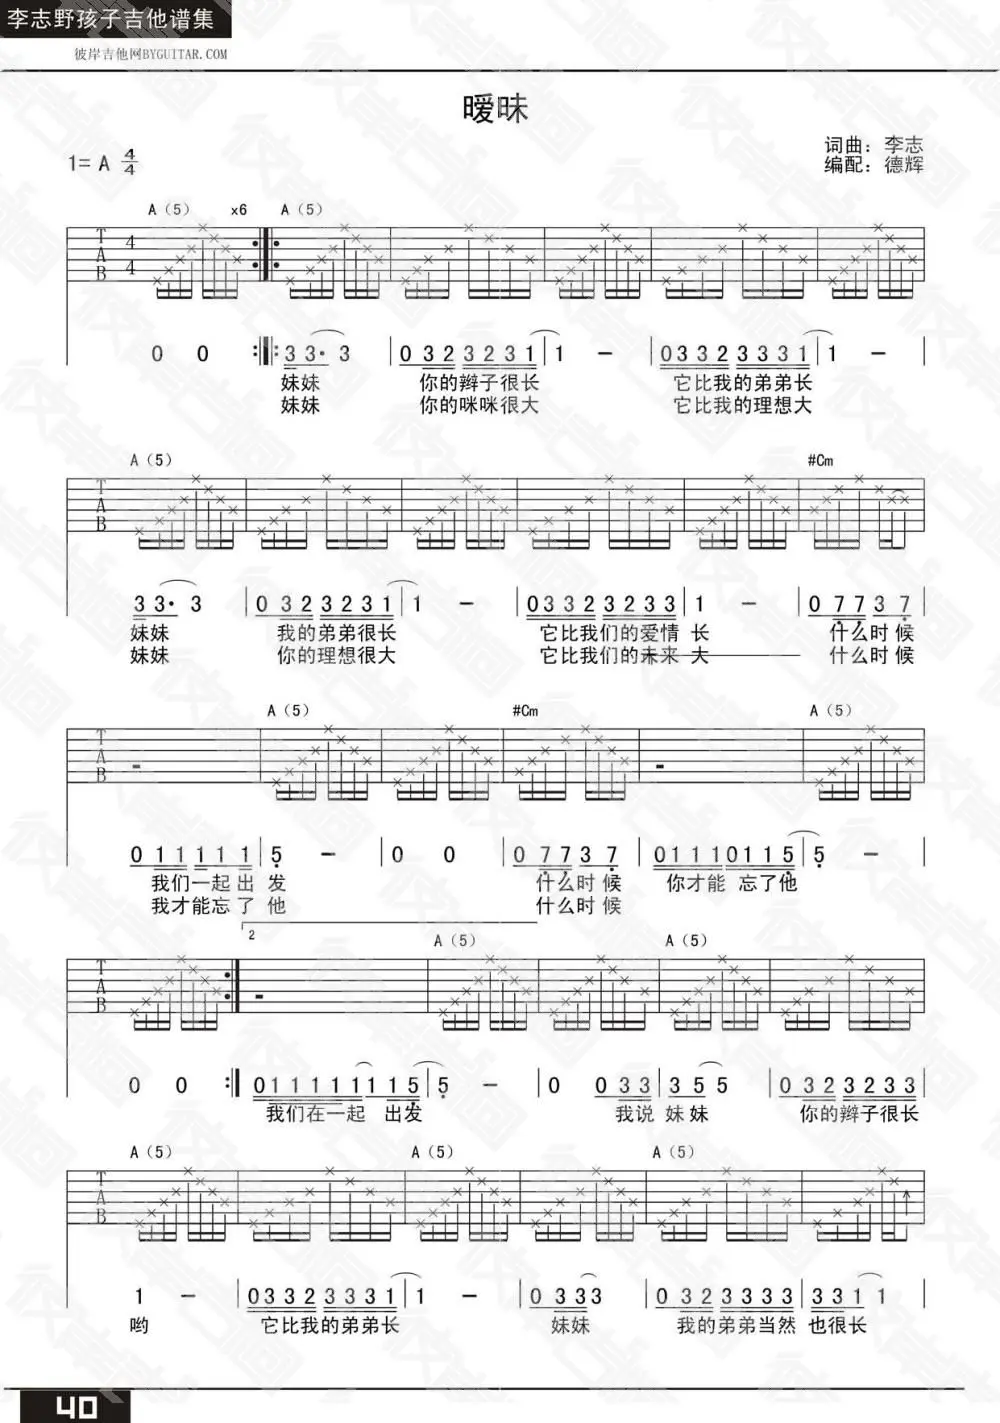 李志野孩子吉他谱集
彼岸吉他网BYGUITAR.COM
暧昧
1= A 4/4
词曲：李志
编配：德辉
A（5） x6 A（5）
T A B 4 4
0 0 3 3· 3 0 3 2 3 2 3 1 1 — 0 3 3 2 3 3 3 1 1 —
妹妹 你的辫子很长 它比我的弟弟长
妹妹 你的咪咪很大 它比我的理想大
A（5） #Cm
T A B
3 3· 3 0 3 2 3 2 3 1 1 — 0 3 3 2 3 2 3 3 1 — 0 7 7 3 7
妹妹 我的弟弟很长 它比我们的爱情 长 什么时 候
妹妹 你的理想很大 它比我们的未来 大 什么时 候
A（5） #Cm A（5）
T A B
0 1 1 1 1 1 5 — 0 0 0 7 7 3 7 0 1 1 1 0 1 1 5 5 —
我们一起出 发 什么时 候 你才能 忘了他
我才能忘了 他 什么时 候
2
A（5） A（5）
T A B
0 0 0 1 1 1 1 1 1 1 5 5 — 0 0 3 3 3 5 5 0 3 2 3 2 3 3
我们在一起 出发 我说 妹 妹 你的辫子很长
A（5） A（5） A（5）
T A B
1 — 0 3 3 2 3 3 3 1 1 — 0 3 3 3 0 3 2 3 3 3 3 3 3 1 1
哟 它比我的弟弟长 妹妹 我的弟弟当然 也很长
40